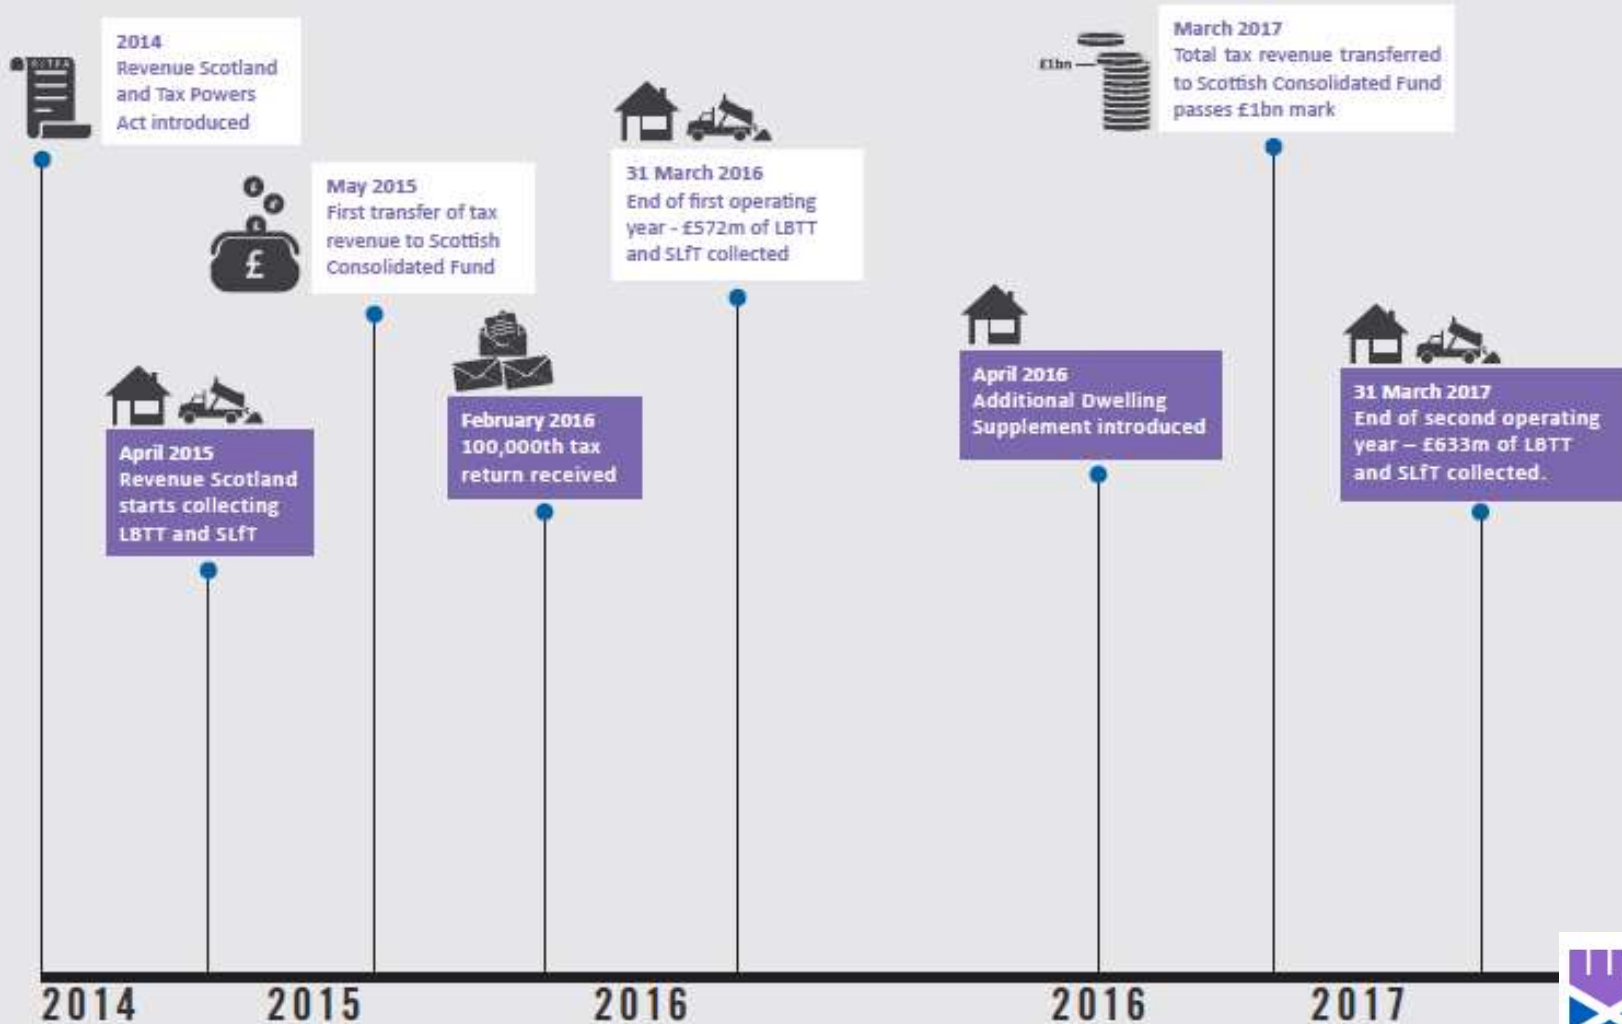 2014
Revenue Scotland
and Tax Powers
Act introduced
May 2015
First transfer of tax
revenue to Scottish
Consolidated Fund
£
April 2015
Revenue Scotland
starts collecting
LBTT and SLfT
February 2016
100,000th tax
return received
31 March 2016
End of first operating
year - £572m of LBTT
and SLfT collected
April 2016
Additional Dwelling
Supplement introduced
£1bn
March 2017
Total tax revenue transferred
to Scottish Consolidated Fund
passes £1bn mark
31 March 2017
End of second operating
year – £633m of LBTT
and SLfT collected.
2014 2015 2016 2016 2017